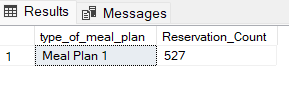 Results Messages
type_of_meal_plan Reservation_Count
1 Meal Plan 1 527